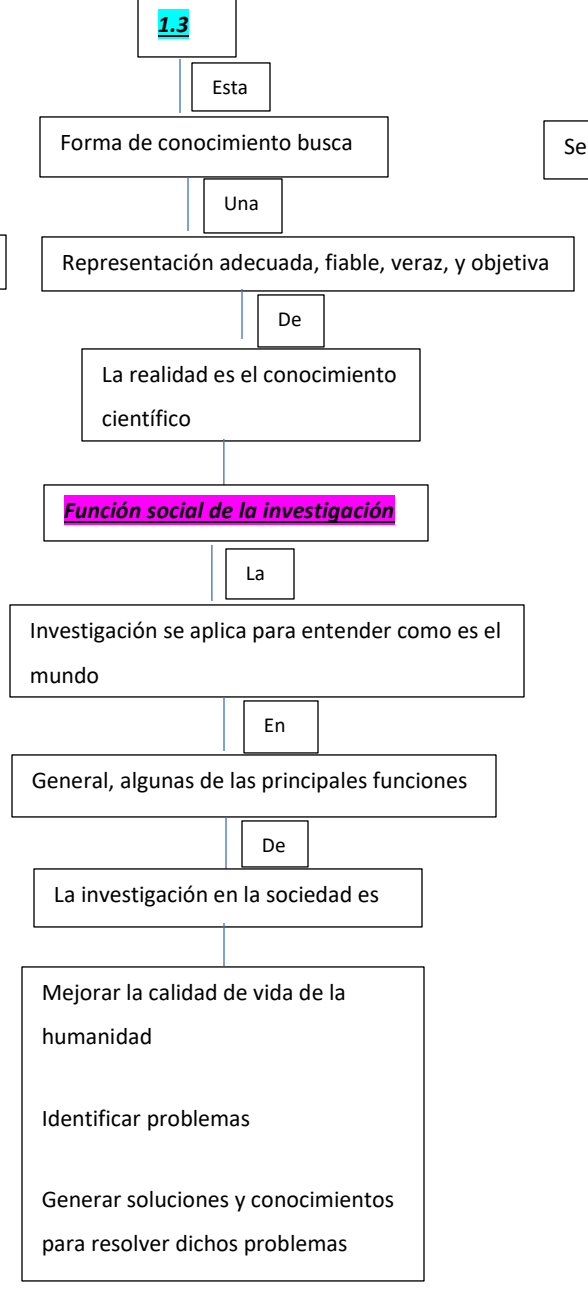 1.3
Esta
Forma de conocimiento busca
Se
Una
Representación adecuada, fiable, veraz, y objetiva
De
La realidad es el conocimiento
científico
Función social de la investigación
La
Investigación se aplica para entender como es el
mundo
En
General, algunas de las principales funciones
De
La investigación en la sociedad es
Mejorar la calidad de vida de la
humanidad
Identificar problemas
Generar soluciones y conocimientos
para resolver dichos problemas